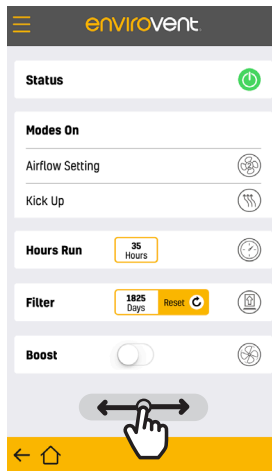 envirovent
Status
Modes On
Airflow Setting
Kick Up
Hours Run
35
Hours
Filter
1825
Days
Reset
Boost